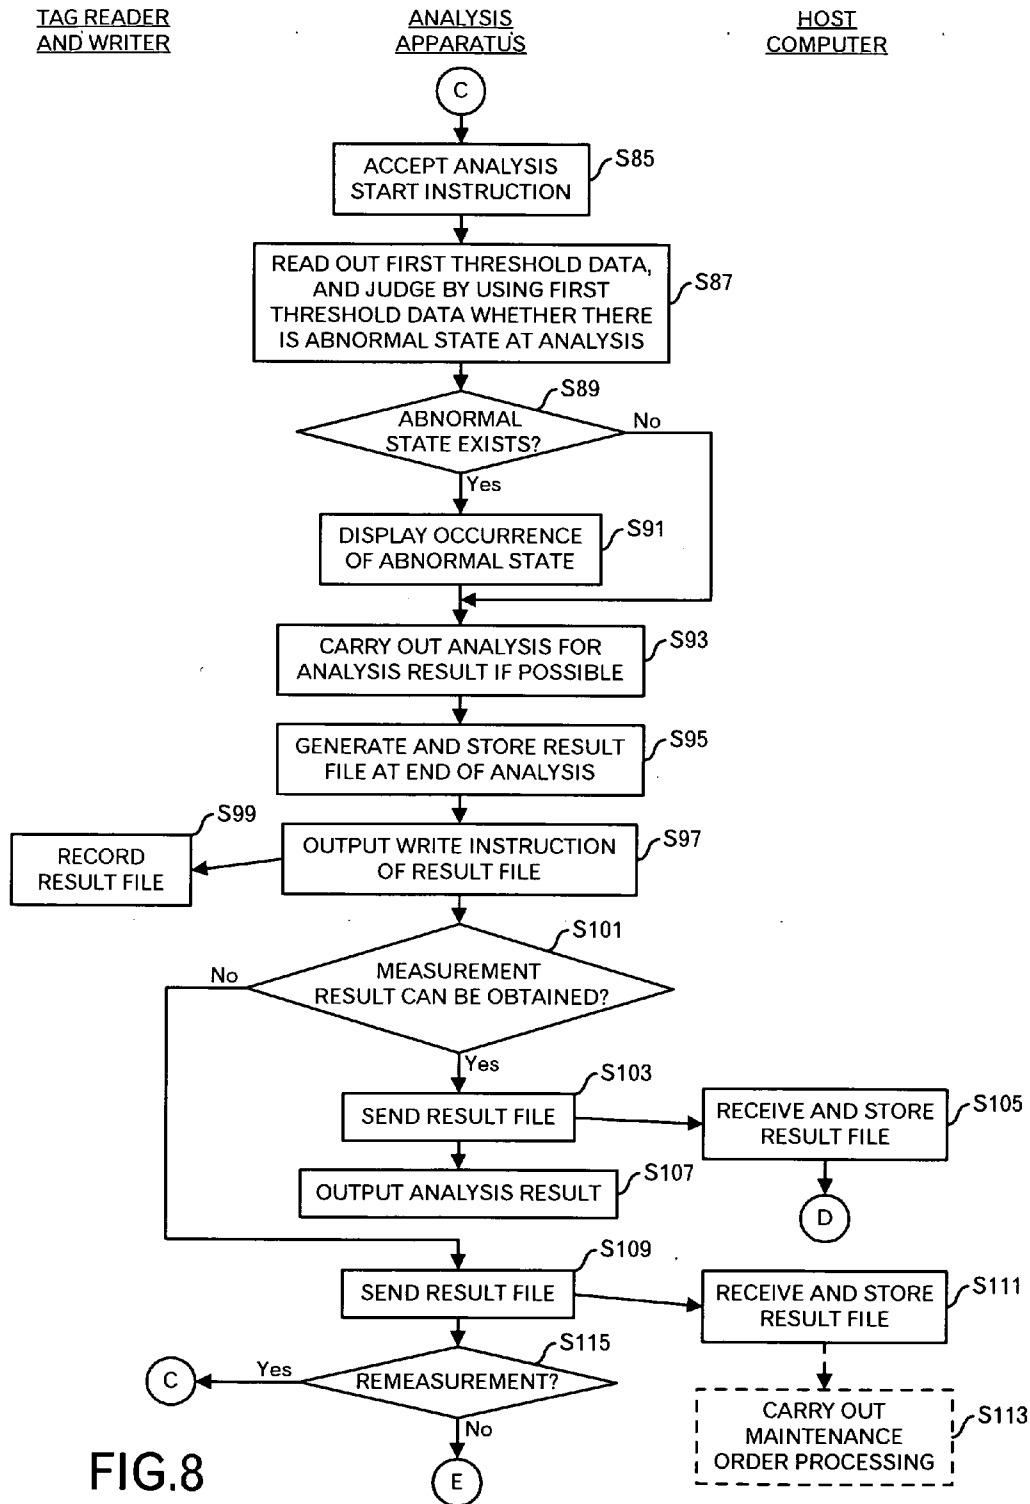 TAG READER
AND WRITER
ANALYSIS
APPARATUS
HOST
COMPUTER
C
ACCEPT ANALYSIS
START INSTRUCTION
S85
READ OUT FIRST THRESHOLD DATA,
AND JUDGE BY USING FIRST
THRESHOLD DATA WHETHER THERE
IS ABNORMAL STATE AT ANALYSIS
S87
S89
ABNORMAL
STATE EXISTS?
No
Yes
DISPLAY OCCURRENCE
OF ABNORMAL STATE
S91
CARRY OUT ANALYSIS FOR
ANALYSIS RESULT IF POSSIBLE
S93
GENERATE AND STORE RESULT
FILE AT END OF ANALYSIS
S95
S99
RECORD
RESULT FILE
OUTPUT WRITE INSTRUCTION
OF RESULT FILE
S97
S101
MEASUREMENT
RESULT CAN BE OBTAINED?
No
Yes
S103
SEND RESULT FILE
RECEIVE AND STORE
RESULT FILE
S105
OUTPUT ANALYSIS RESULT
S107
D
S109
SEND RESULT FILE
RECEIVE AND STORE
RESULT FILE
S111
S115
REMEASUREMENT?
Yes
C
No
E
CARRY OUT
MAINTENANCE
ORDER PROCESSING
S113
FIG.8